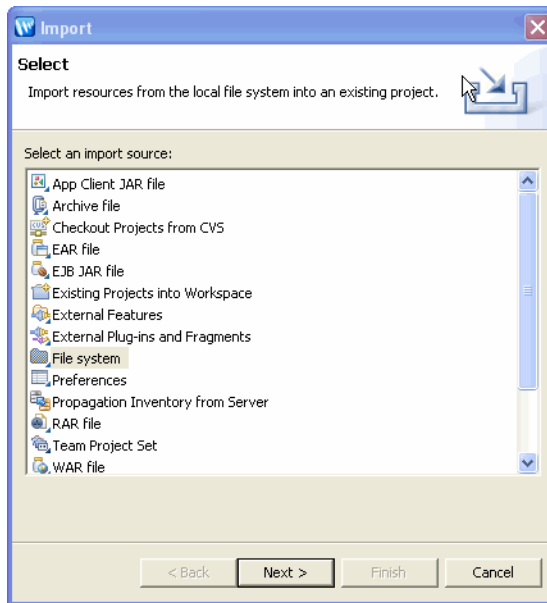 Import
Select
Import resources from the local file system into an existing project.
Select an import source:
App Client JAR file
Archive file
Checkout Projects from CVS
EAR file
EJB JAR file
Existing Projects into Workspace
External Features
External Plug-ins and Fragments
File system
Preferences
Propagation Inventory from Server
RAR file
Team Project Set
WAR file
< Back Next > Finish Cancel